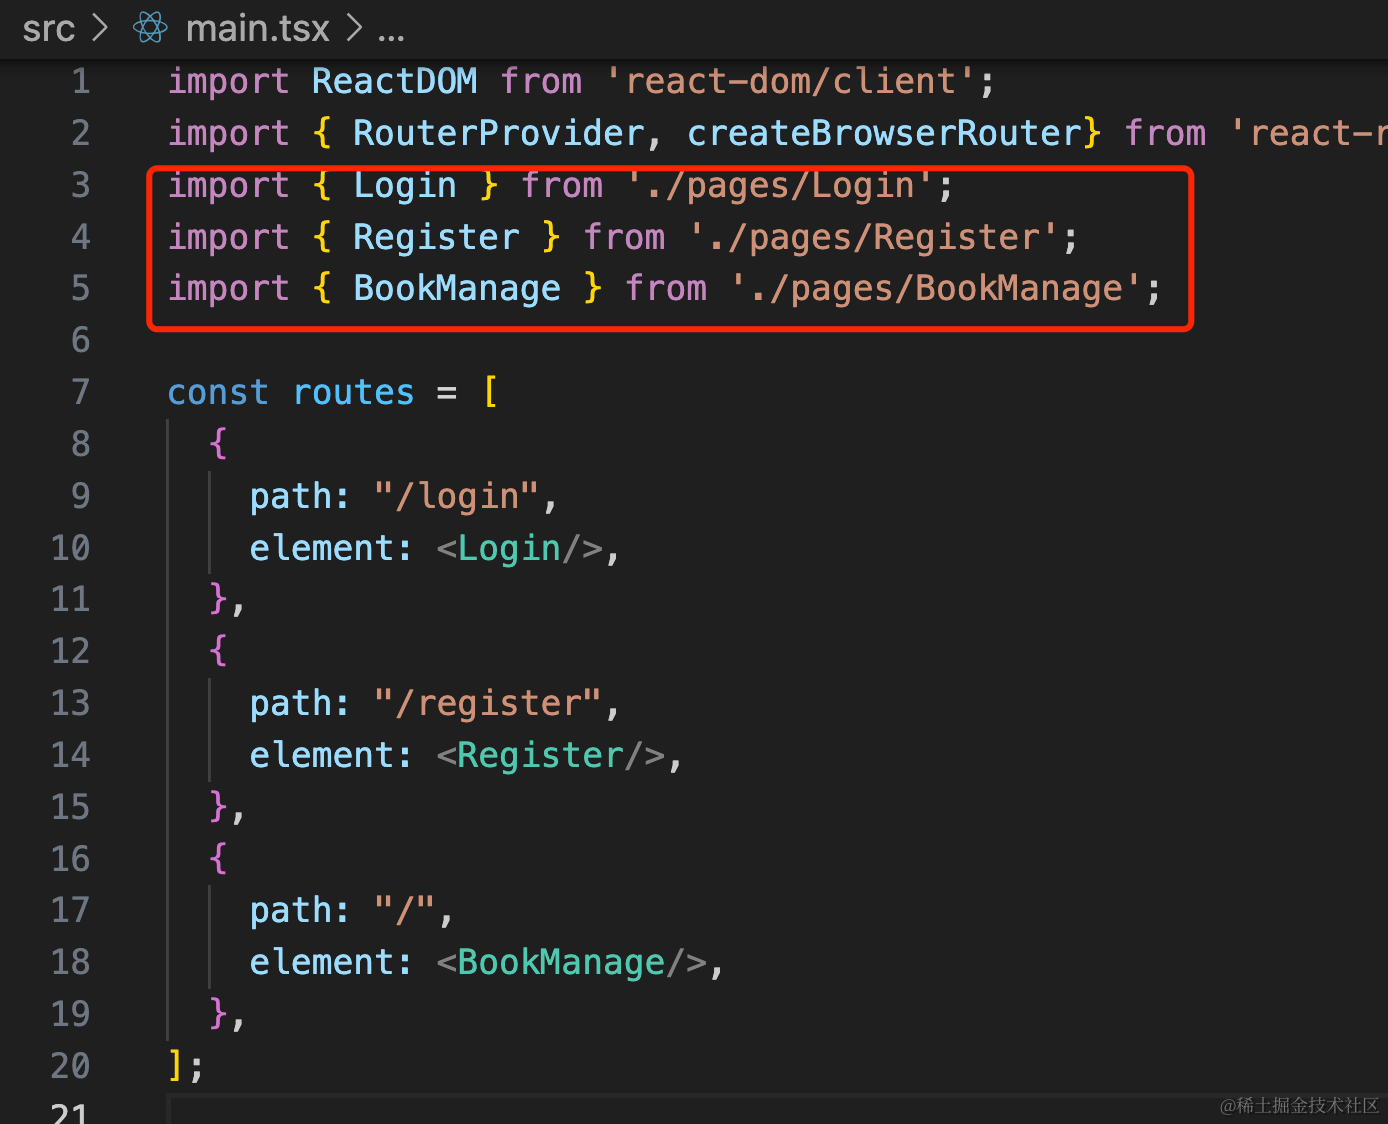 src > main.tsx > ...
1 import ReactDOM from 'react-dom/client';
2 import { RouterProvider, createBrowserRouter} from 'react-r
3 import { Login } from './pages/Login';
4 import { Register } from './pages/Register';
5 import { BookManage } from './pages/BookManage';
6
7 const routes = [
8 {
9 path: "/login",
10 element: <Login/>,
11 },
12 {
13 path: "/register",
14 element: <Register/>,
15 },
16 {
17 path: "/",
18 element: <BookManage/>,
19 },
20 ];
21
@稀土掘金技术社区